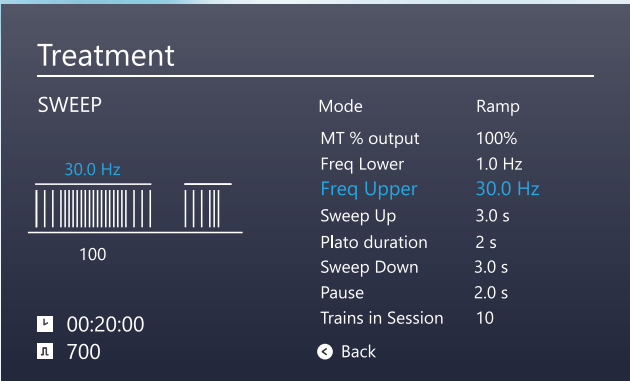 Treatment
SWEEP
30.0 Hz
100
00:20:00
700
Mode Ramp
MT % output 100%
Freq Lower 1.0 Hz
Freq Upper 30.0 Hz
Sweep Up 3.0 s
Plato duration 2 s
Sweep Down 3.0 s
Pause 2.0 s
Trains in Session 10
Back